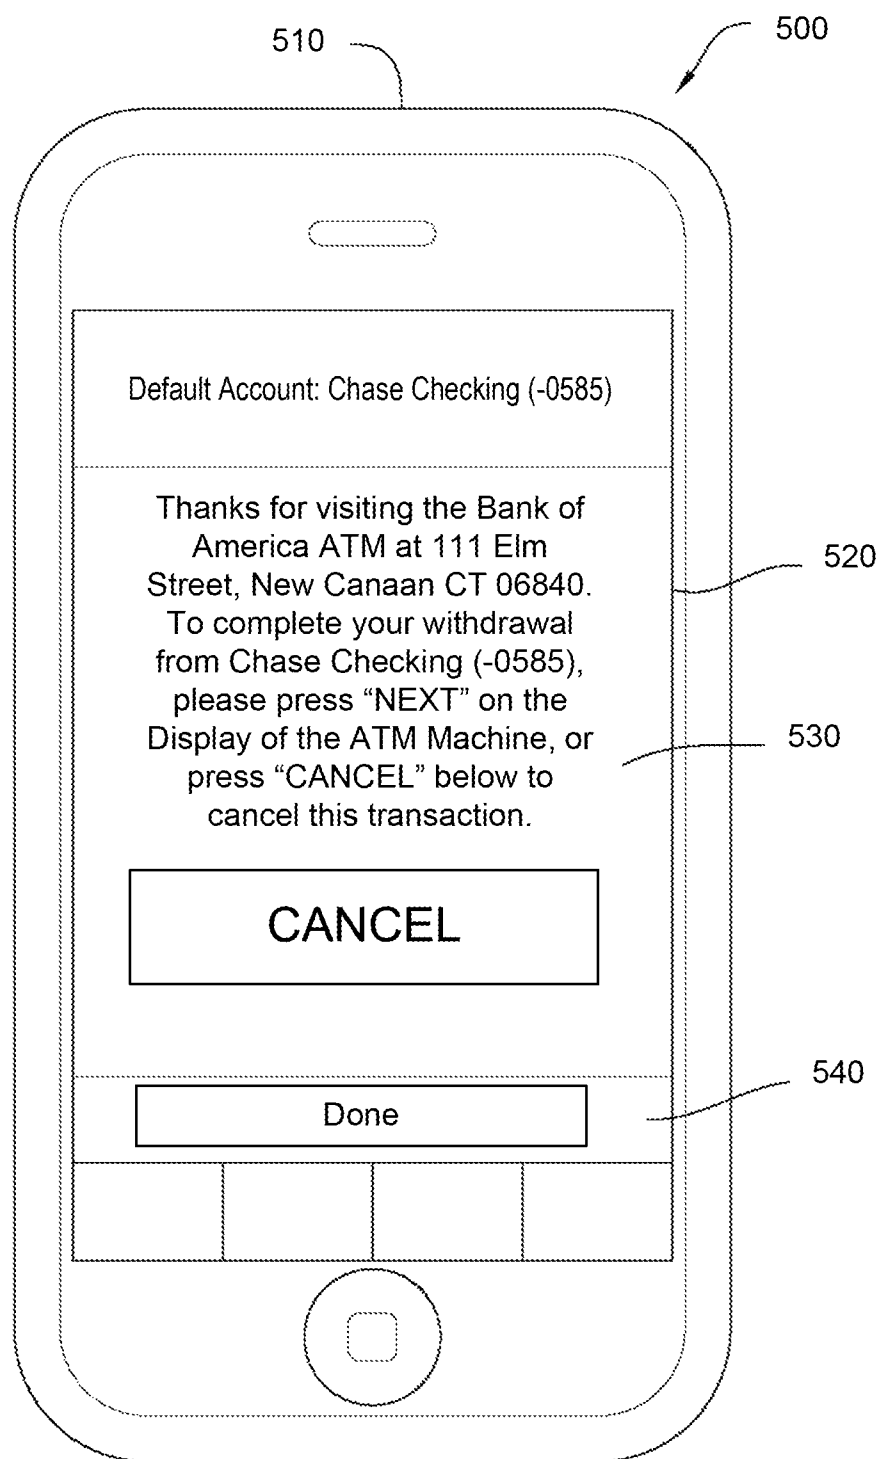 510
500
Default Account: Chase Checking (-0585)
Thanks for visiting the Bank of
America ATM at 111 Elm
Street, New Canaan CT 06840.
To complete your withdrawal
from Chase Checking (-0585),
please press “NEXT” on the
Display of the ATM Machine, or
press “CANCEL” below to
cancel this transaction.
520
530
CANCEL
540
Done